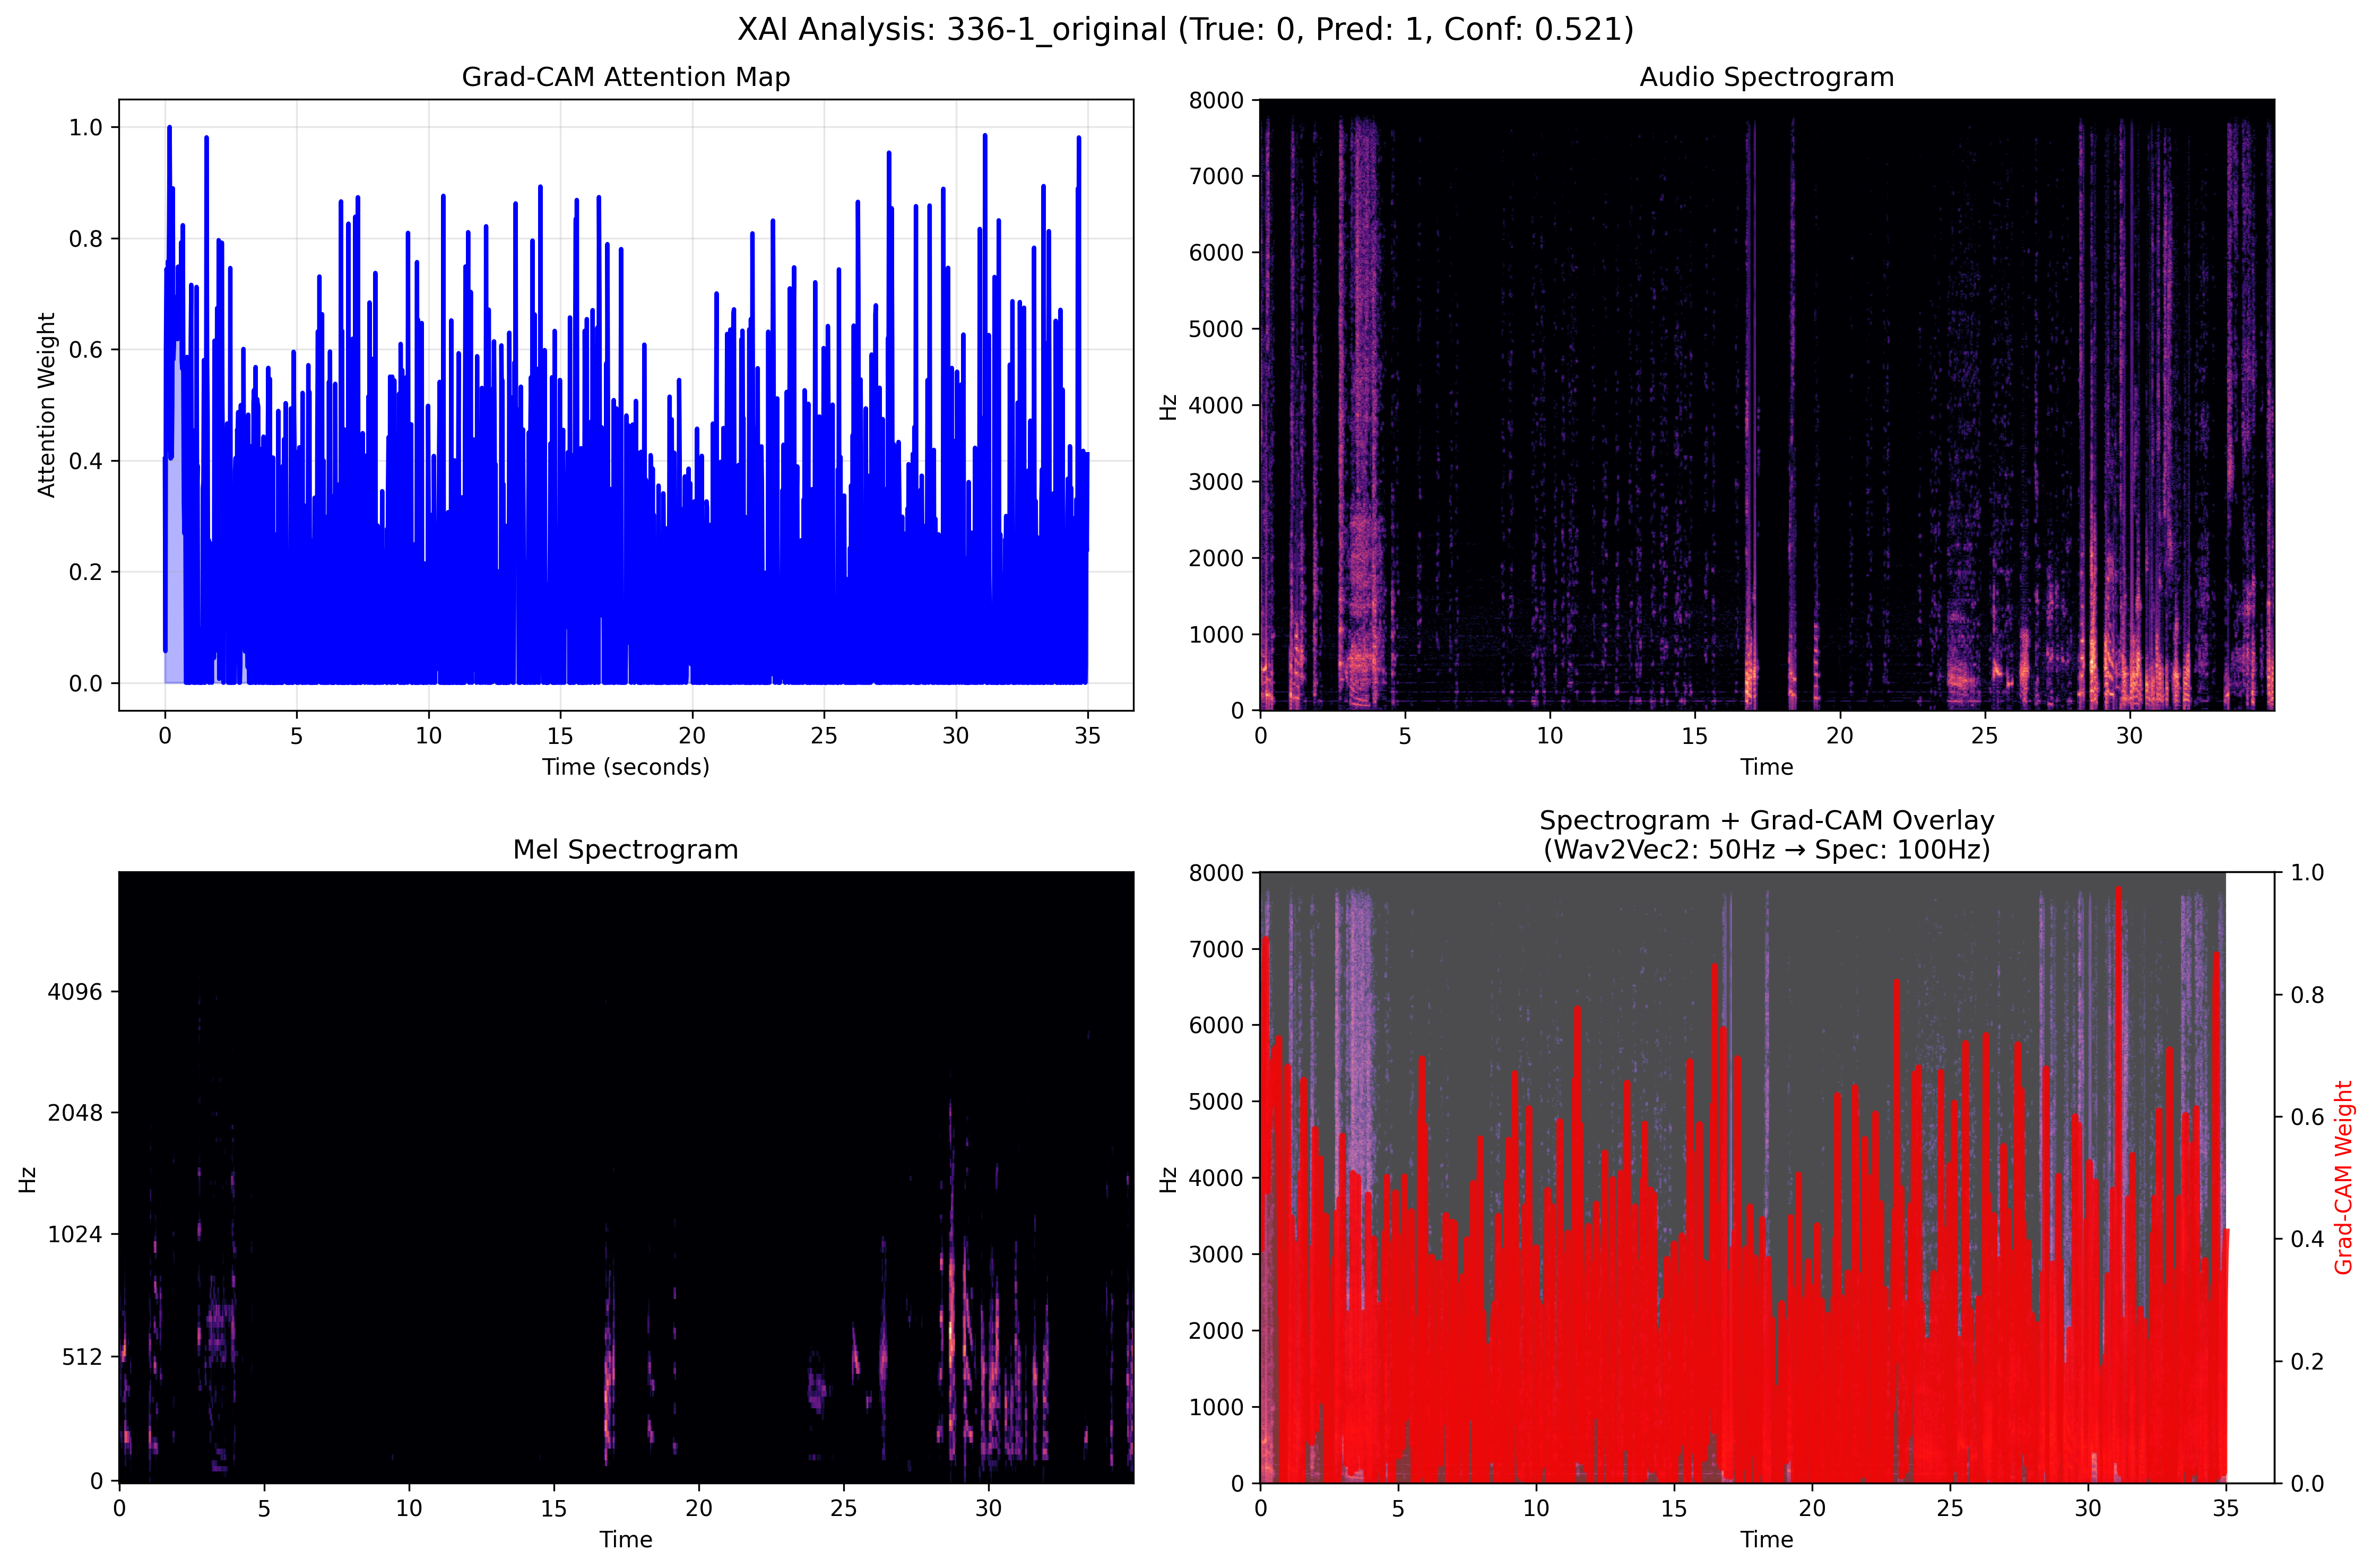 XAI Analysis: 336-1_original (True: 0, Pred: 1, Conf: 0.521)
Grad-CAM Attention Map
Attention Weight
1.0
0.8
0.6
0.4
0.2
0.0
0 5 10 15 20 25 30 35
Time (seconds)
Audio Spectrogram
Hz
8000
7000
6000
5000
4000
3000
2000
1000
0
0 5 10 15 20 25 30
Time
Mel Spectrogram
Hz
4096
2048
1024
512
0
0 5 10 15 20 25 30
Time
Spectrogram + Grad-CAM Overlay
(Wav2Vec2: 50Hz → Spec: 100Hz)
Hz
8000
7000
6000
5000
4000
3000
2000
1000
0
0 5 10 15 20 25 30 35
Time
1.0
0.8
0.6
0.4
0.2
0.0
Grad-CAM Weight